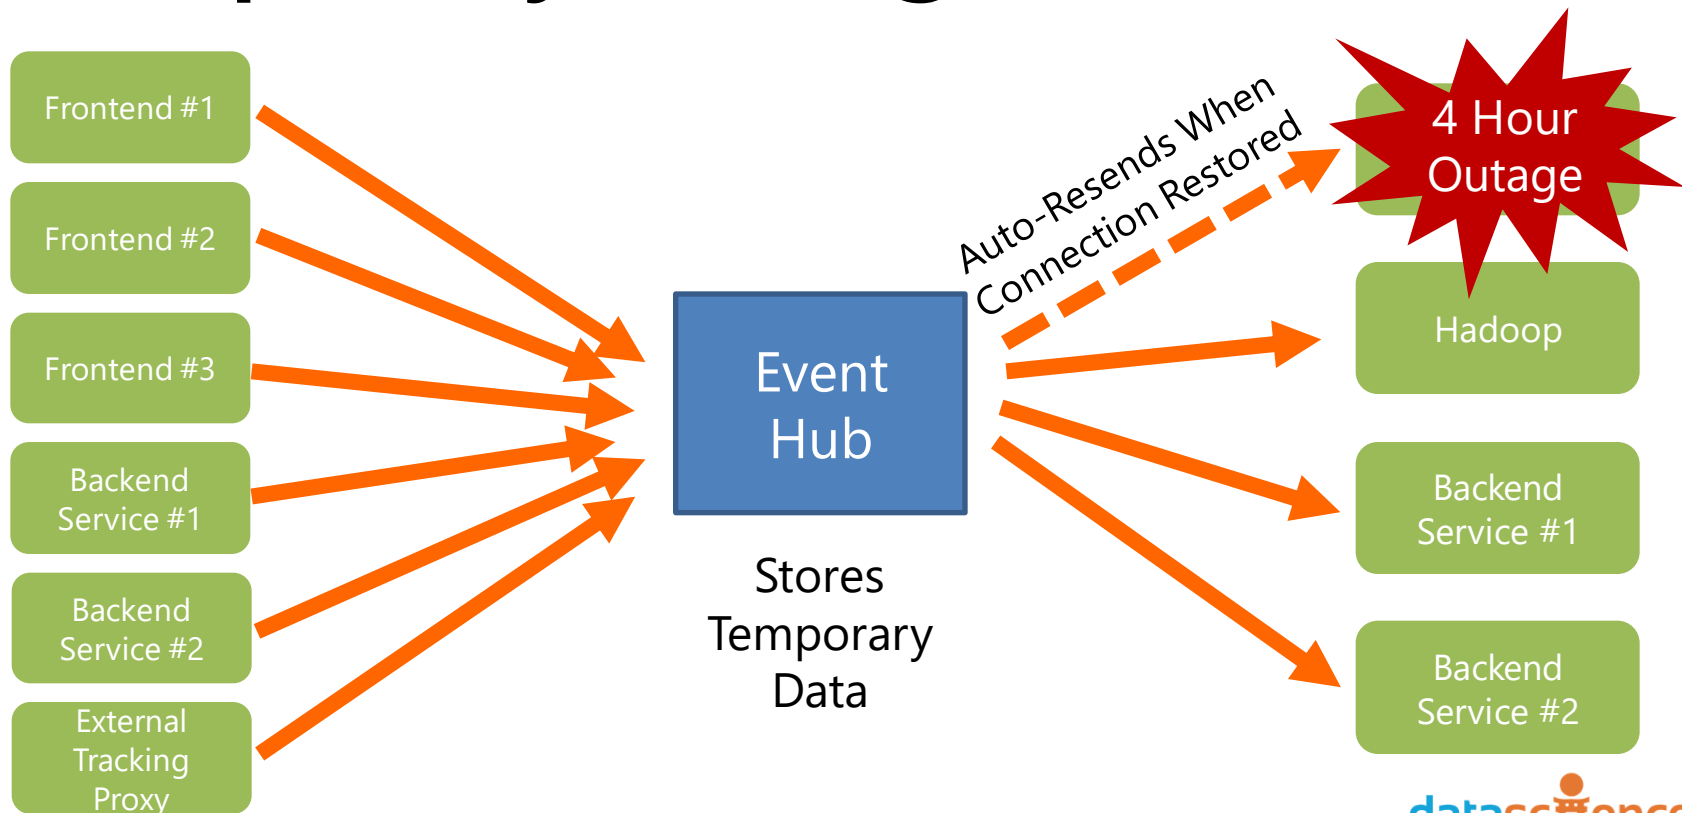 Frontend #1
Frontend #2
Frontend #3
Backend
Service #1
Backend
Service #2
External
Tracking
Proxy
Event
Hub
Stores
Temporary
Data
Auto-Resends When
Connection Restored
4 Hour
Outage
Hadoop
Backend
Service #1
Backend
Service #2